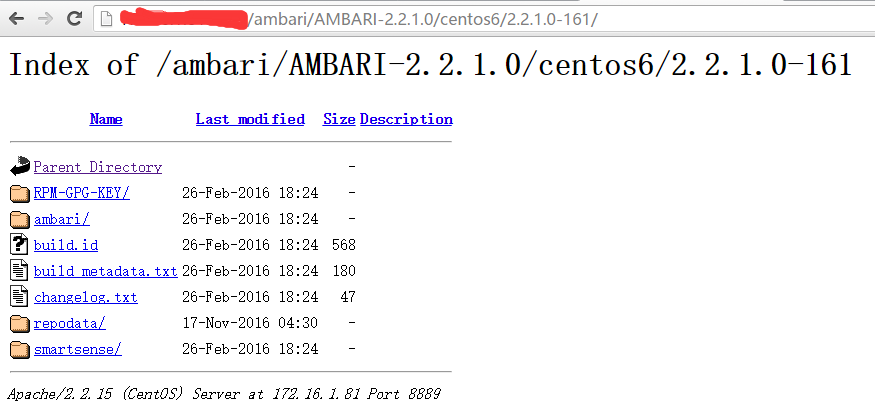 /ambari/AMBARI-2.2.1.0/centos6/2.2.1.0-161/
Index of /ambari/AMBARI-2.2.1.0/centos6/2.2.1.0-161
Name Last modified Size Description
Parent Directory -
RPM-GPG-KEY/ 26-Feb-2016 18:24 -
ambari/ 26-Feb-2016 18:24 -
build.id 26-Feb-2016 18:24 568
build_metadata.txt 26-Feb-2016 18:24 180
changelog.txt 26-Feb-2016 18:24 47
repodata/ 17-Nov-2016 04:30 -
smartsense/ 26-Feb-2016 18:24 -
Apache/2.2.15 (CentOS) Server at 172.16.1.81 Port 8889